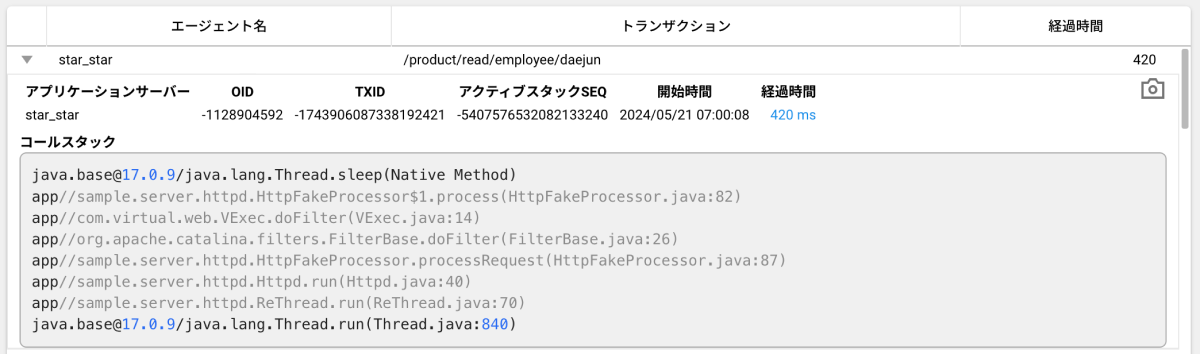 エージェント名 トランザクション 経過時間
star_star /product/read/employee/daejun 420
アプリケーションサーバー OID TXID アクティブスタックSEQ 開始時間 経過時間
star_star -1128904592 -1743906087338192421 -5407576532082133240 2024/05/21 07:00:08 420 ms
コールスタック
java.base@17.0.9/java.lang.Thread.sleep(Native Method)
app//sample.server.httpd.HttpFakeProcessor$1.process(HttpFakeProcessor.java:82)
app//com.virtual.web.VExec.doFilter(VExec.java:14)
app//org.apache.catalina.filters.FilterBase.doFilter(FilterBase.java:26)
app//sample.server.httpd.HttpFakeProcessor.processRequest(HttpFakeProcessor.java:87)
app//sample.server.httpd.Httpd.run(Httpd.java:40)
app//sample.server.httpd.ReThread.run(ReThread.java:70)
java.base@17.0.9/java.lang.Thread.run(Thread.java:840)